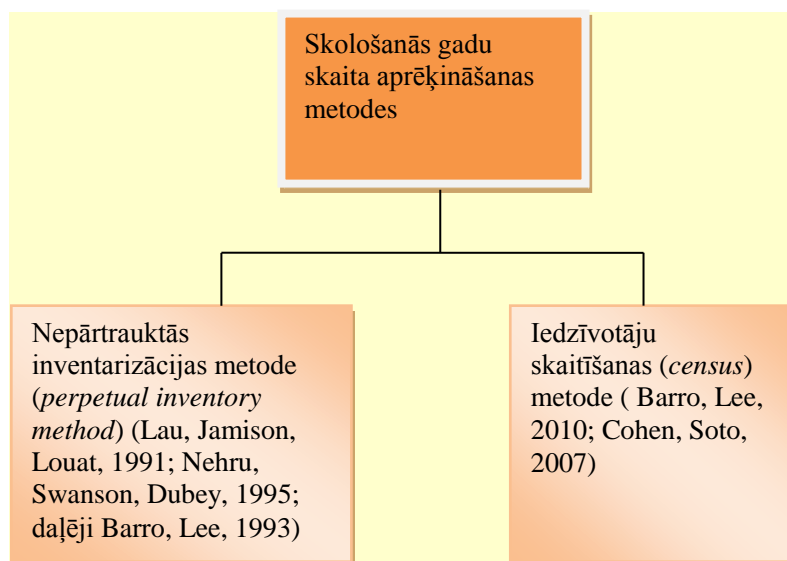 Skološanās gadu
skaita aprēķināšanas
metodes
Nepārtrauktās
inventarizācijas metode
(perpetual inventory
method) (Lau, Jamison,
Louat, 1991; Nehru,
Swanson, Dubey, 1995;
daļēji Barro, Lee, 1993)
Iedzīvotāju
skaitīšanas (census)
metode ( Barro, Lee,
2010; Cohen, Soto,
2007)